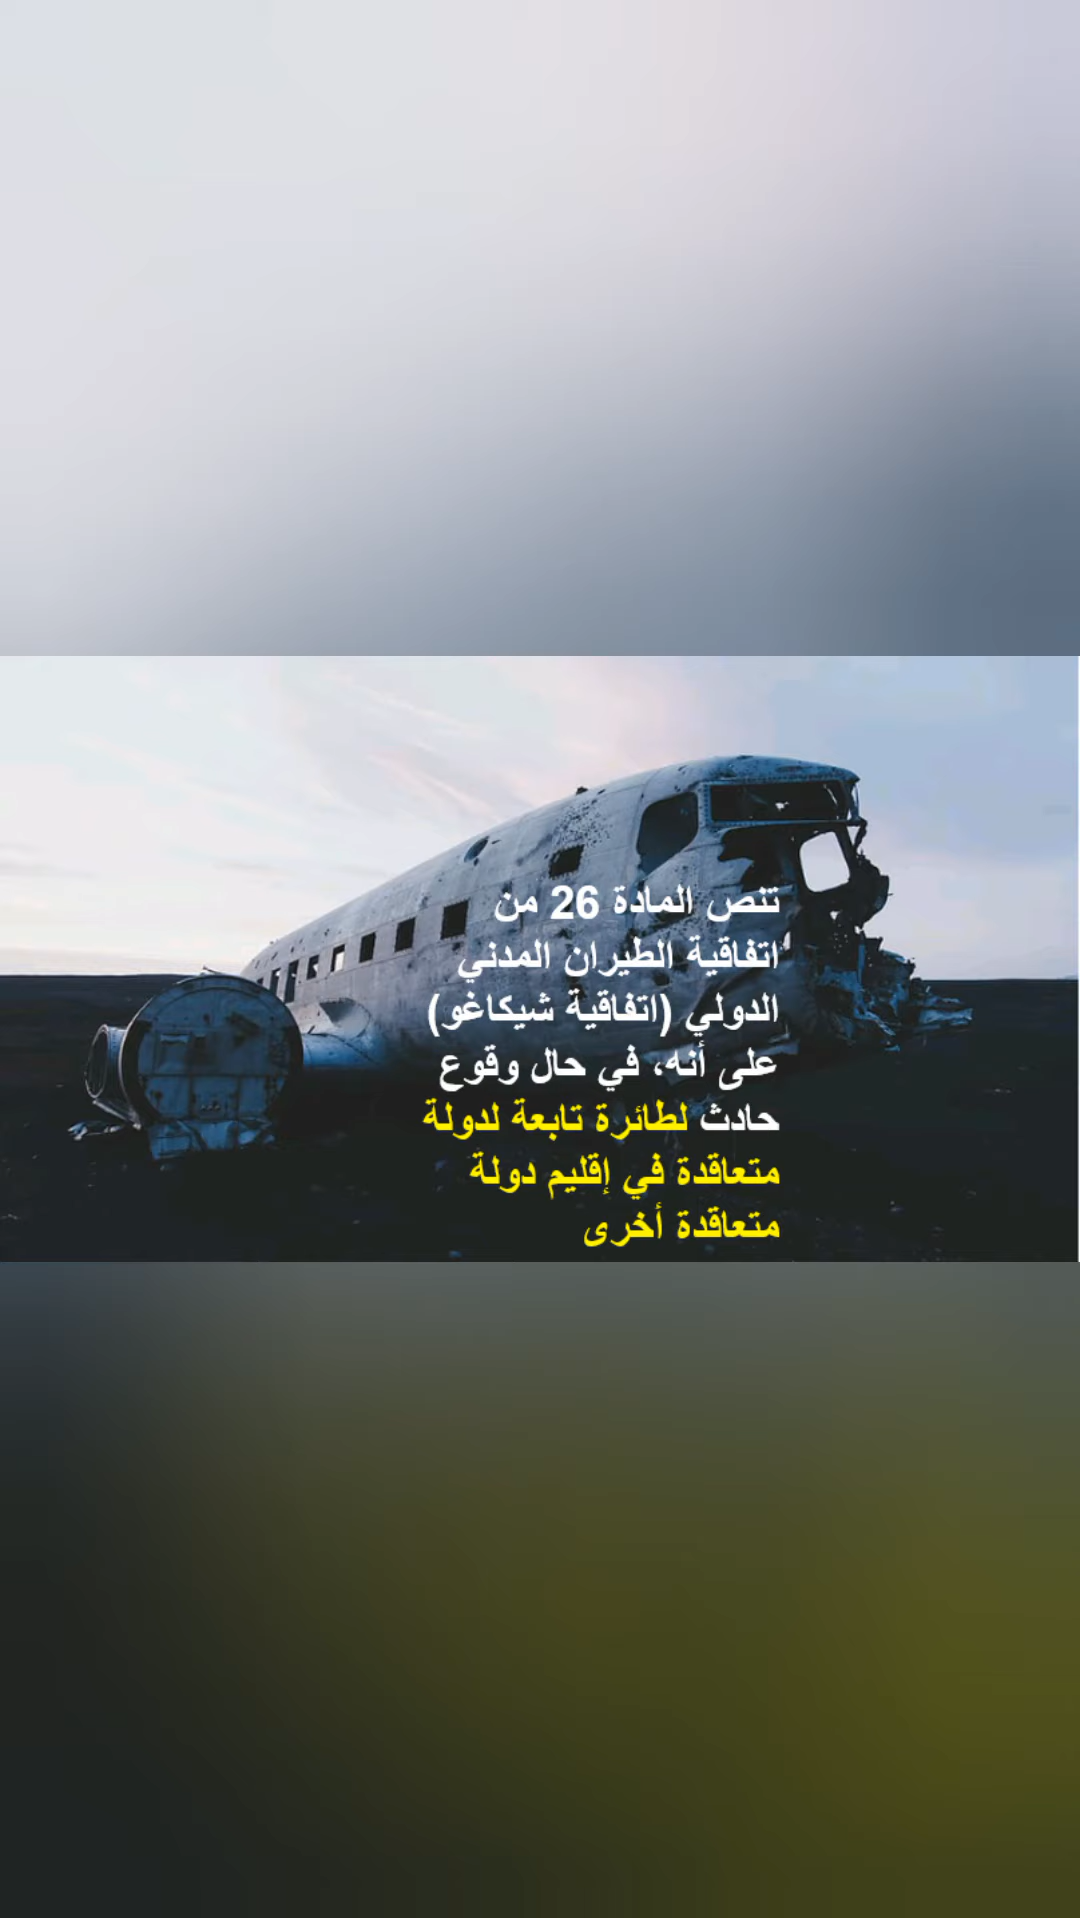 تنص المادة 26 من
اتفاقية الطيران المدني
الدولي (اتفاقية شيكاغو)
على أنه، في حال وقوع
حادث لطائرة تابعة لدولة
متعاقدة في إقليم دولة
متعاقدة أخرى